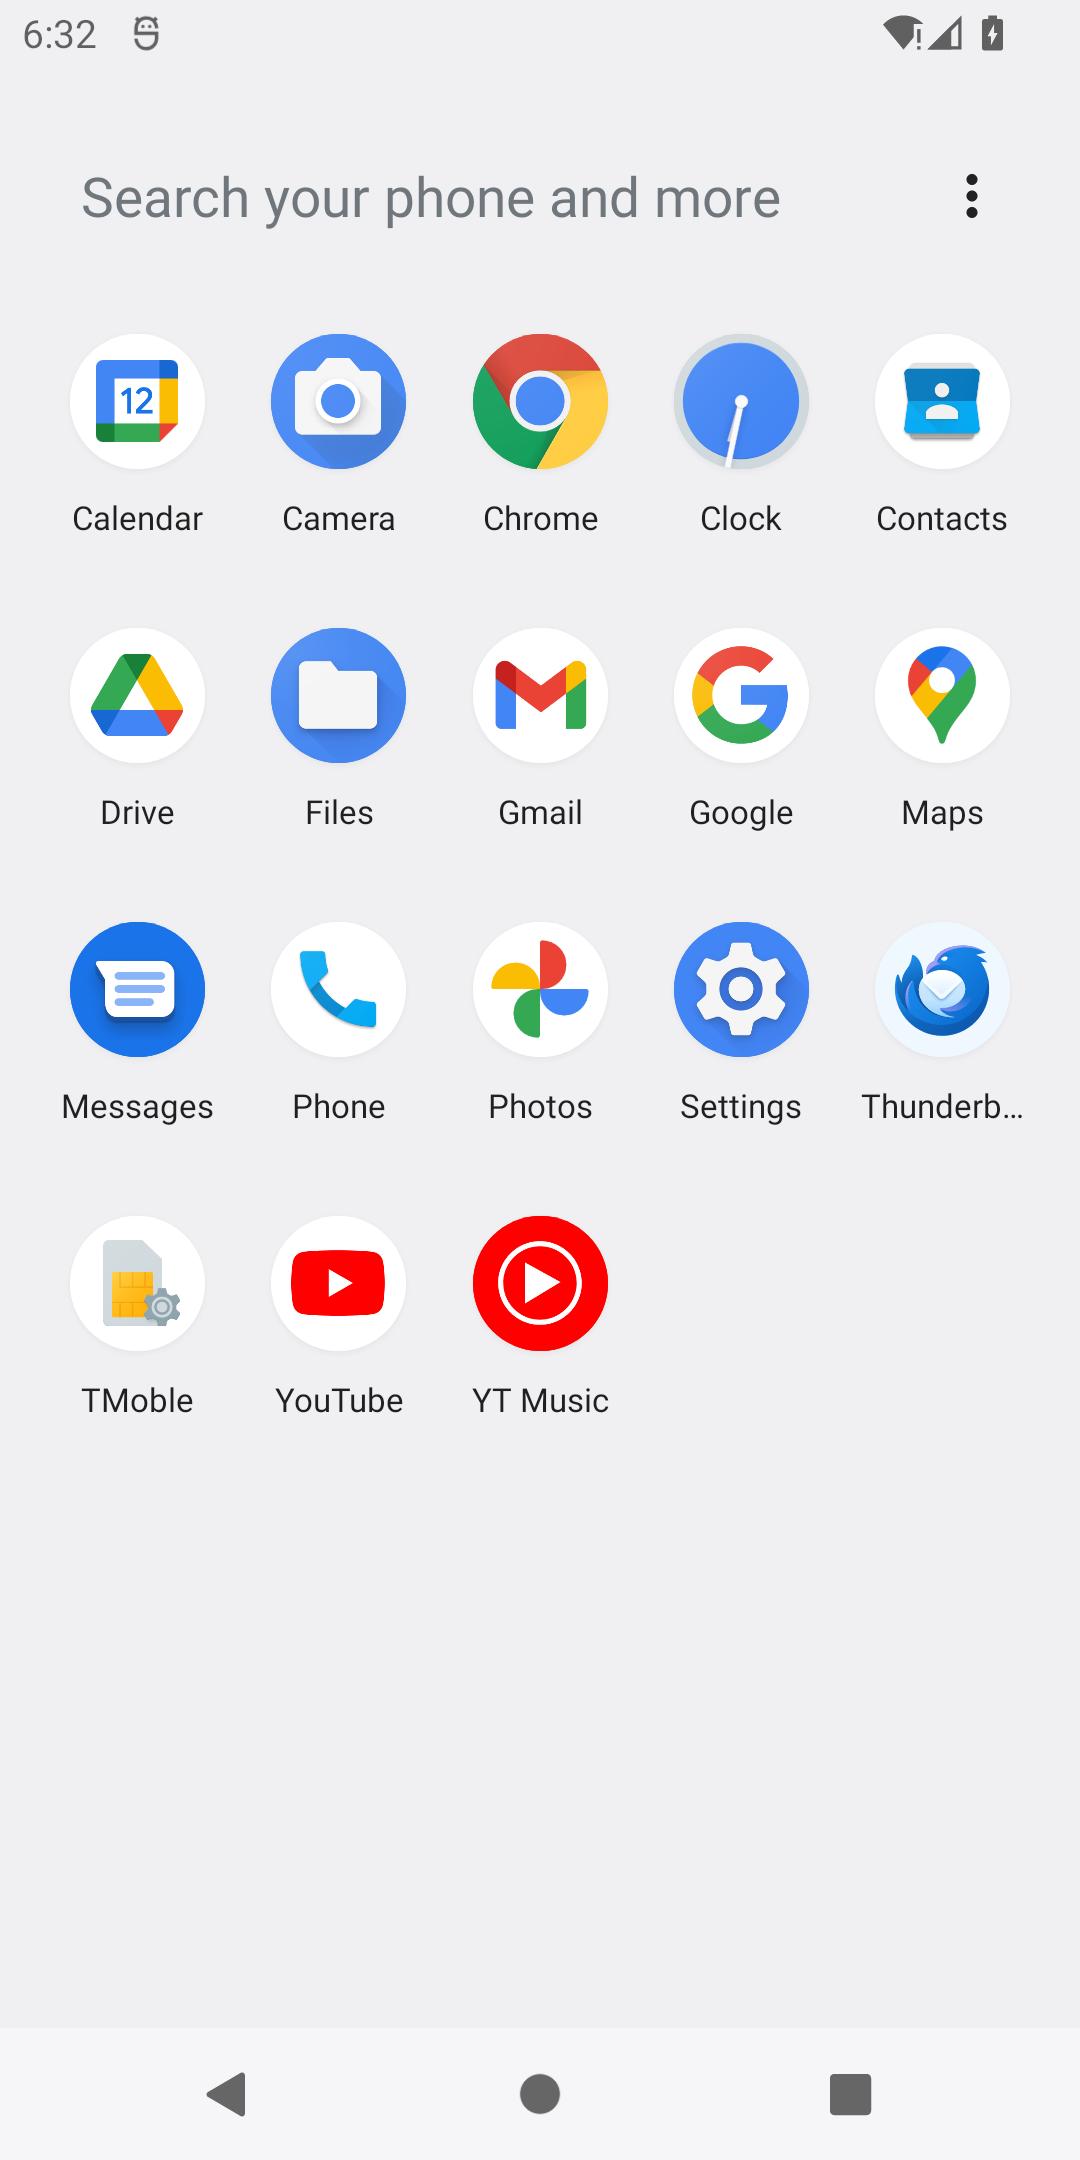 6:32
Search your phone and more
12
Calendar
Camera
Chrome
Clock
Contacts
Drive
Files
Gmail
Google
Maps
Messages
Phone
Photos
Settings
Thunderb...
TMoble
YouTube
YT Music